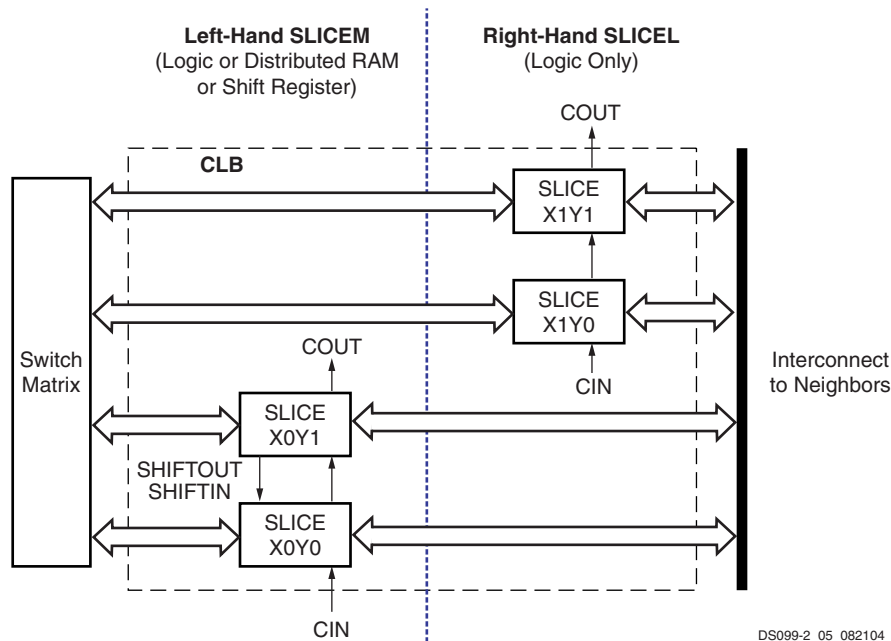 Left-Hand SLICEM
(Logic or Distributed RAM
or Shift Register)
Right-Hand SLICEL
(Logic Only)
COUT
CLB
SLICE
X1Y1
SLICE
X1Y0
COUT
CIN
Switch
Matrix
Interconnect
to Neighbors
SLICE
X0Y1
SHIFTOUT
SHIFTIN
SLICE
X0Y0
CIN
DS099-2_05_082104